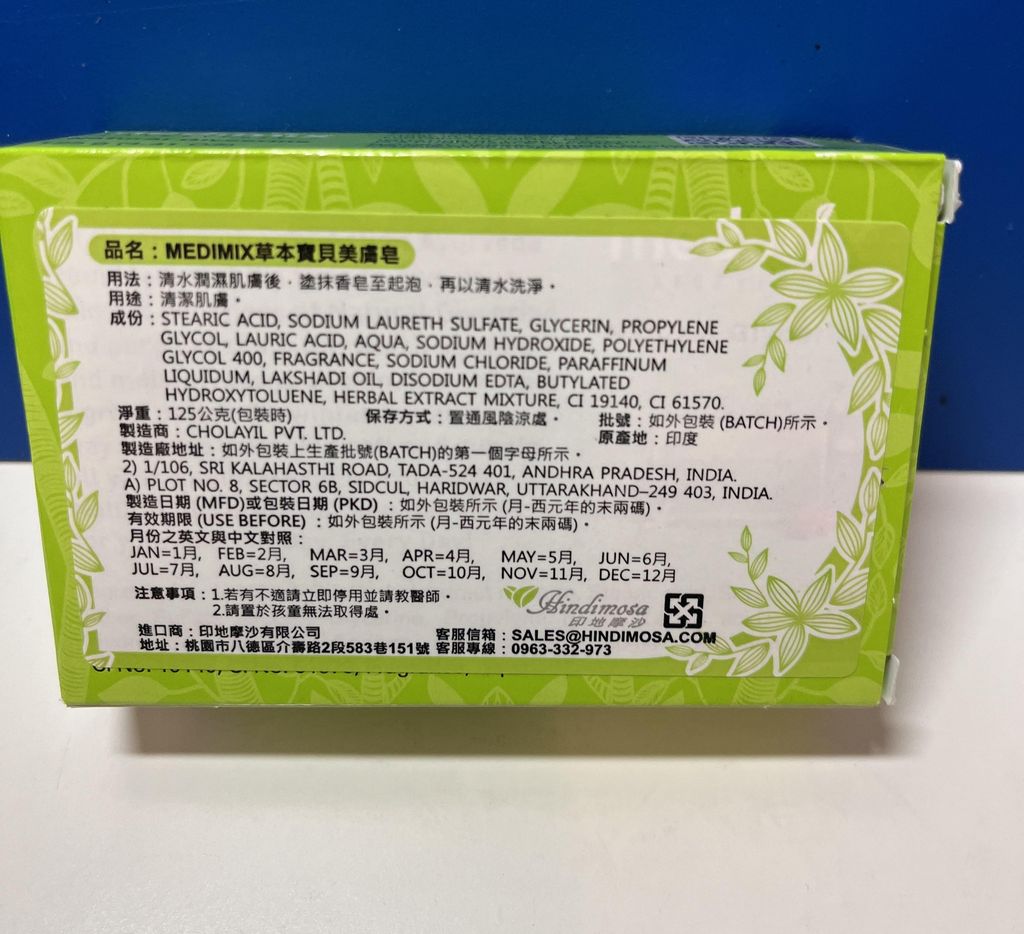 品名：MEDIMIX草本寶貝美膚皂
用法：清水潤濕肌膚後，塗抹香皂至起泡，再以清水洗淨。
用途：清潔肌膚。
成份：STEARIC ACID, SODIUM LAURETH SULFATE, GLYCERIN, PROPYLENE
GLYCOL, LAURIC ACID, AQUA, SODIUM HYDROXIDE, POLYETHYLENE
GLYCOL 400, FRAGRANCE, SODIUM CHLORIDE, PARAFFINUM
LIQUIDUM, LAKSHADI OIL, DISODIUM EDTA, BUTYLATED
HYDROXYTOLUENE, HERBAL EXTRACT MIXTURE, CI 19140, CI 61570.
淨重：125公克(包裝時) 保存方式：置通風陰涼處。 批號：如外包裝 (BATCH)所示。
製造商：CHOLAYIL PVT. LTD. 原產地：印度
製造廠地址：如外包裝上生產批號(BATCH)的第一個字母所示。
2) 1/106, SRI KALAHASTHI ROAD, TADA-524 401, ANDHRA PRADESH, INDIA.
A) PLOT NO. 8, SECTOR 6B, SIDCUL, HARIDWAR, UTTARAKHAND–249 403, INDIA.
製造日期 (MFD)或包裝日期 (PKD) ：如外包裝所示 (月-西元年的末兩碼)。
有效期限 (USE BEFORE) ：如外包裝所示 (月-西元年的末兩碼)。
月份之英文與中文對照：
JAN=1月, FEB=2月, MAR=3月, APR=4月, MAY=5月, JUN=6月,
JUL=7月, AUG=8月, SEP=9月, OCT=10月, NOV=11月, DEC=12月
注意事項：1.若有不適請立即停用並請教醫師。
2.請置於孩童無法取得處。
Hindimosa
印地摩沙
進口商：印地摩沙有限公司 客服信箱：SALES@HINDIMOSA.COM
地址：桃園市八德區介壽路2段583巷151號 客服專線：0963-332-973